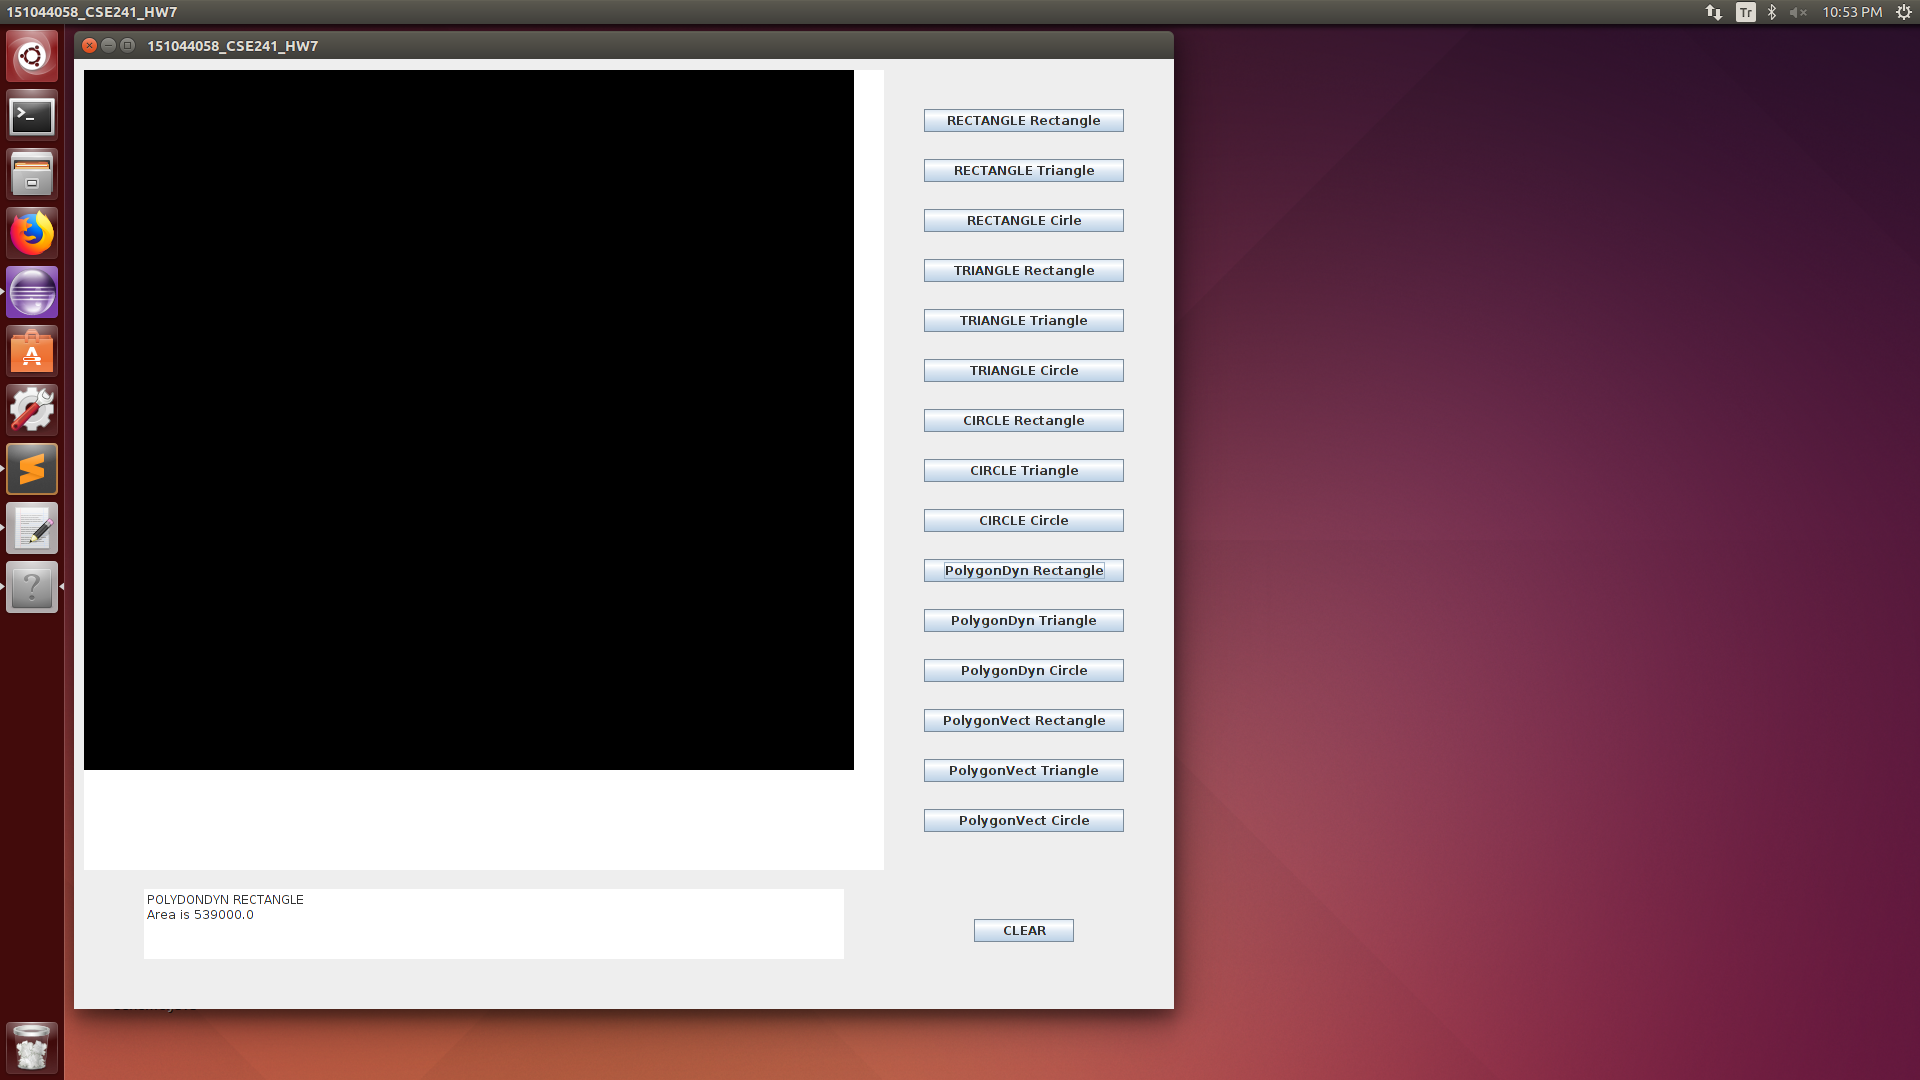 151044058_CSE241_HW7
Tr
10:53 PM
151044058_CSE241_HW7
RECTANGLE Rectangle
RECTANGLE Triangle
RECTANGLE Cirle
TRIANGLE Rectangle
TRIANGLE Triangle
TRIANGLE Circle
CIRCLE Rectangle
CIRCLE Triangle
CIRCLE Circle
PolygonDyn Rectangle
PolygonDyn Triangle
PolygonDyn Circle
PolygonVect Rectangle
PolygonVect Triangle
PolygonVect Circle
POLYDONDYN RECTANGLE
Area is 539000.0
CLEAR